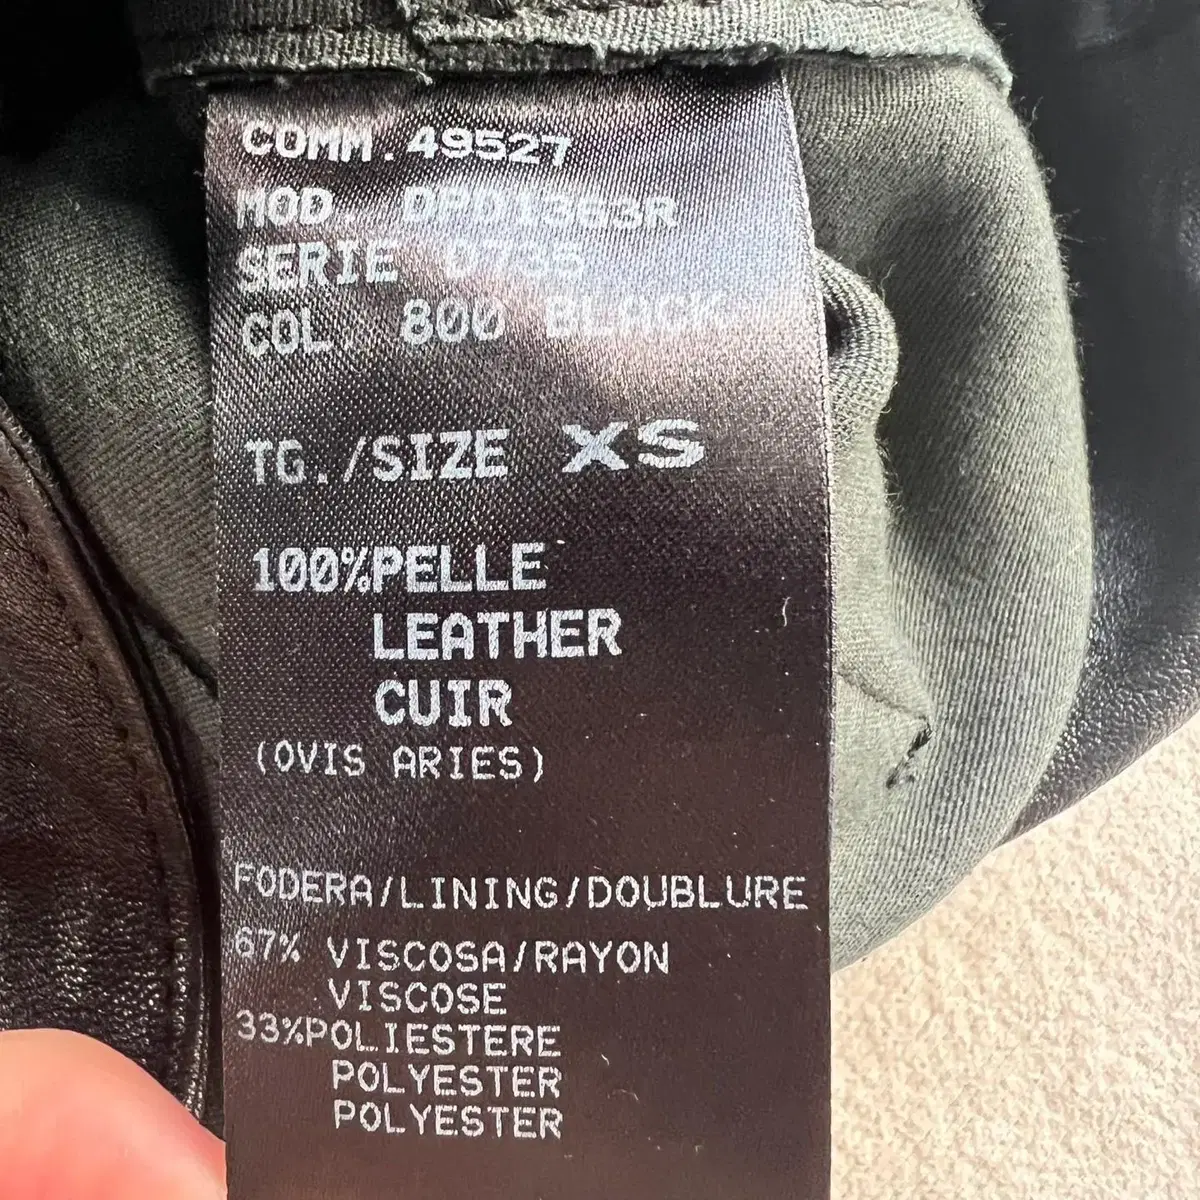 COMM.49527
MOD. DPD1363R
SERIE 0735
COL. 800 BLACK
TG./SIZE XS
100%PELLE
LEATHER
CUIR
(OVIS ARIES)
FODERA/LINING/DOUBLURE
67% VISCOSA/RAYON
VISCOSE
33%POLIESTERE
POLYESTER
POLYESTER